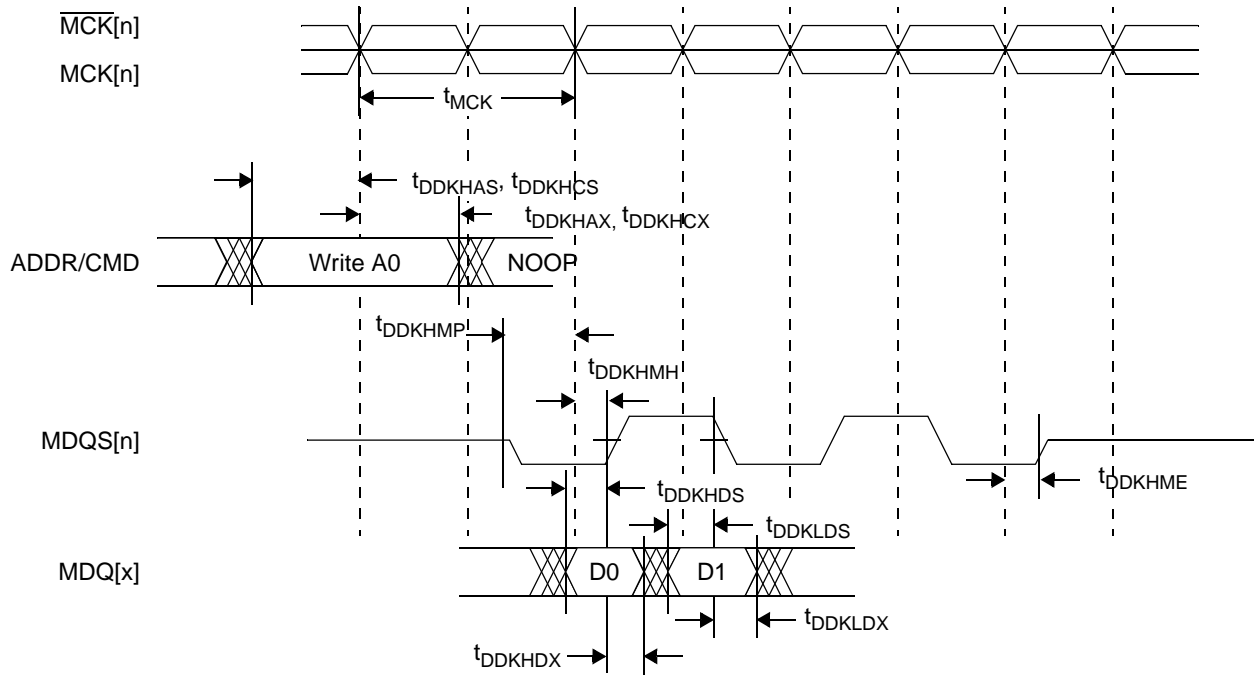 MCK[n]
MCK[n]
tMCK
tDDKHAS, tDDKHCS
tDDKHAX, tDDKHCX
ADDR/CMD
Write A0
NOOP
tDDKHMP
tDDKHMH
MDQS[n]
tDDKHME
tDDKHDS
tDDKLDS
MDQ[x]
D0
D1
tDDKLDX
tDDKHDX